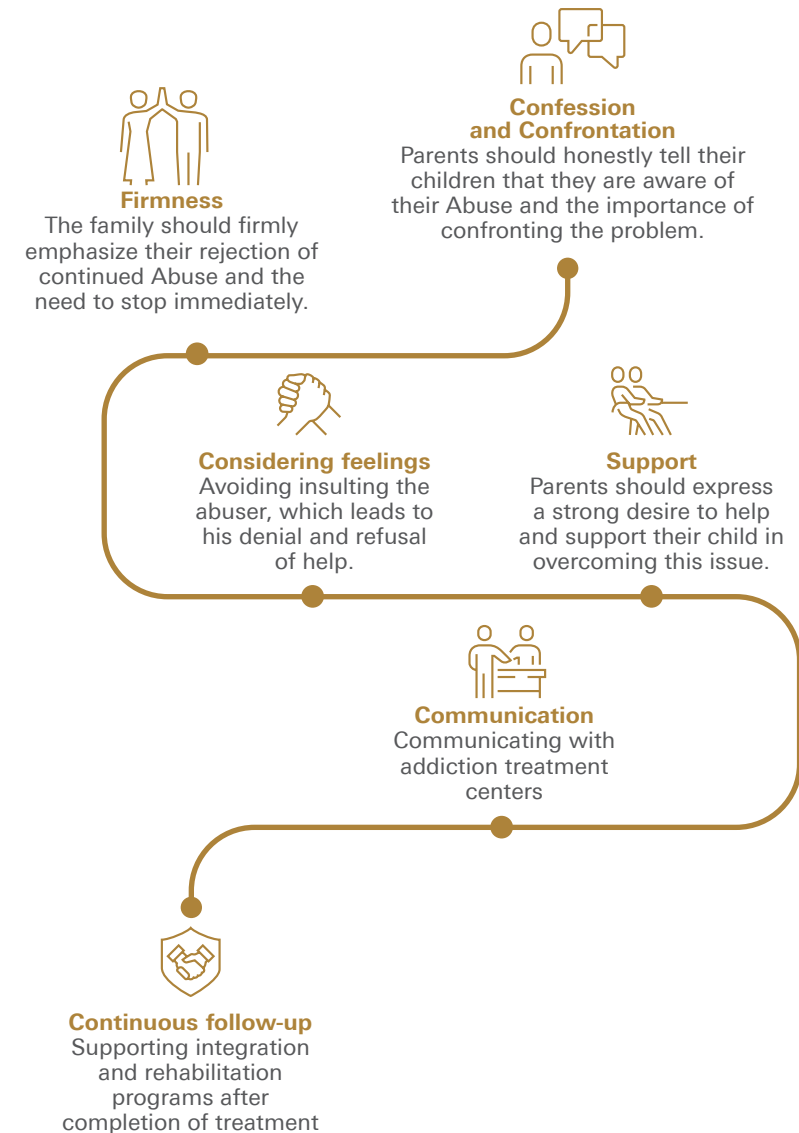 Confession
and Confrontation
Parents should honestly tell their
children that they are aware of
their Abuse and the importance of
confronting the problem.
Firmness
The family should firmly
emphasize their rejection of
continued Abuse and the
need to stop immediately.
Considering feelings
Avoiding insulting the
abuser, which leads to
his denial and refusal
of help.
Support
Parents should express
a strong desire to help
and support their child in
overcoming this issue.
Communication
Communicating with
addiction treatment
centers
Continuous follow-up
Supporting integration
and rehabilitation
programs after
completion of treatment